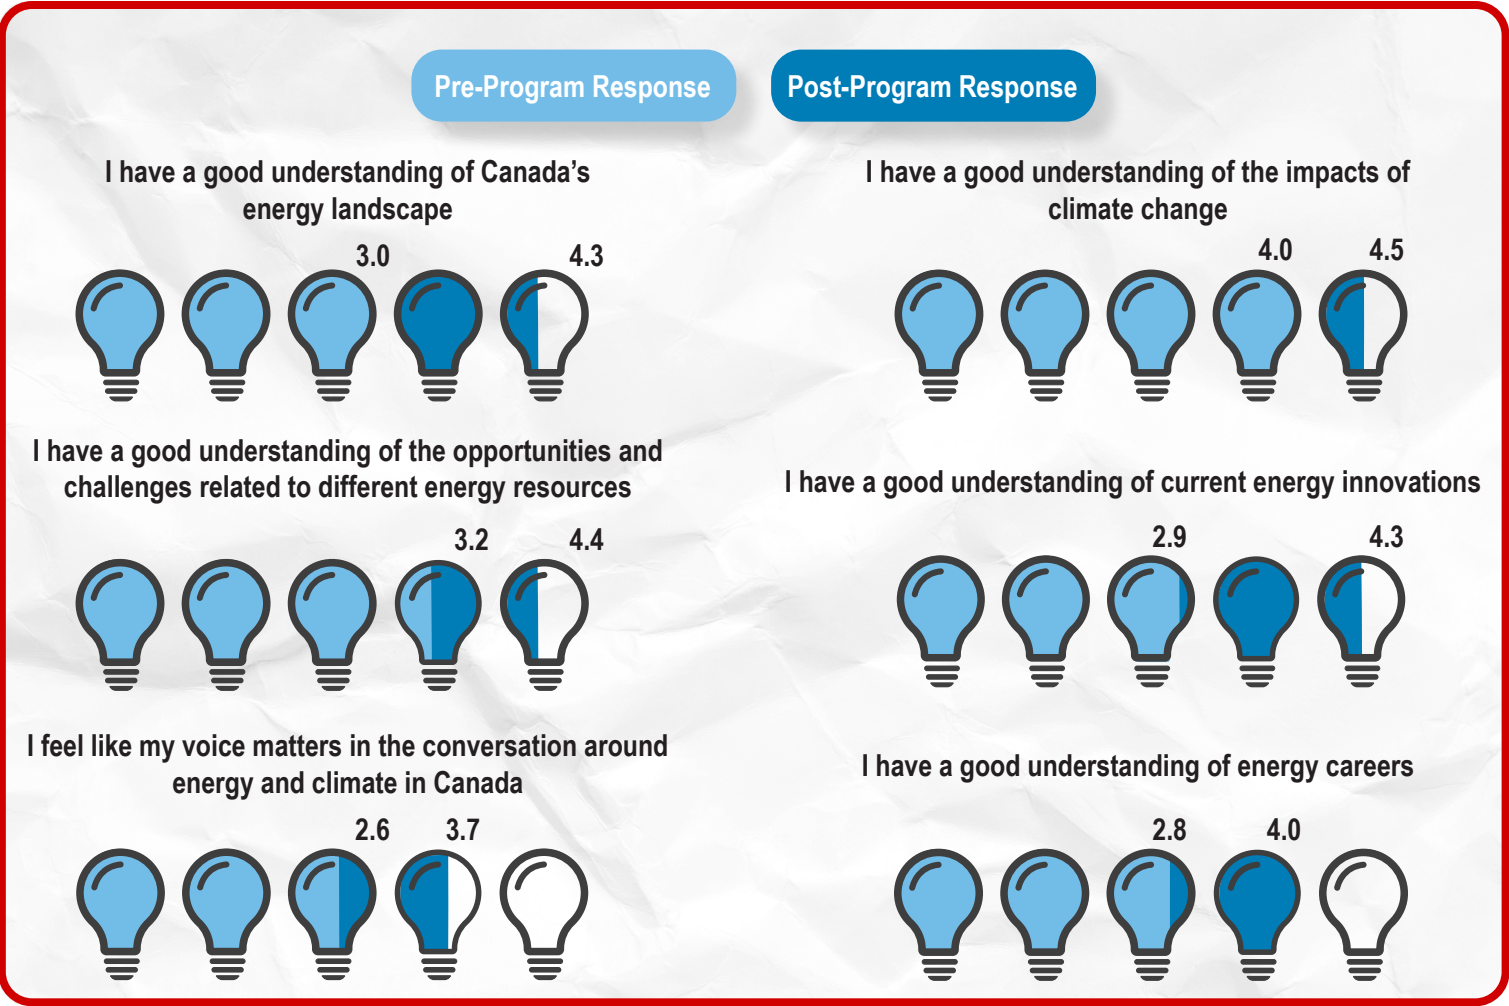 Pre-Program Response
Post-Program Response
I have a good understanding of Canada’s
energy landscape
3.0
4.3
I have a good understanding of the impacts of
climate change
4.0
4.5
I have a good understanding of the opportunities and
challenges related to different energy resources
3.2
4.4
I have a good understanding of current energy innovations
2.9
4.3
I feel like my voice matters in the conversation around
energy and climate in Canada
2.6
3.7
I have a good understanding of energy careers
2.8
4.0